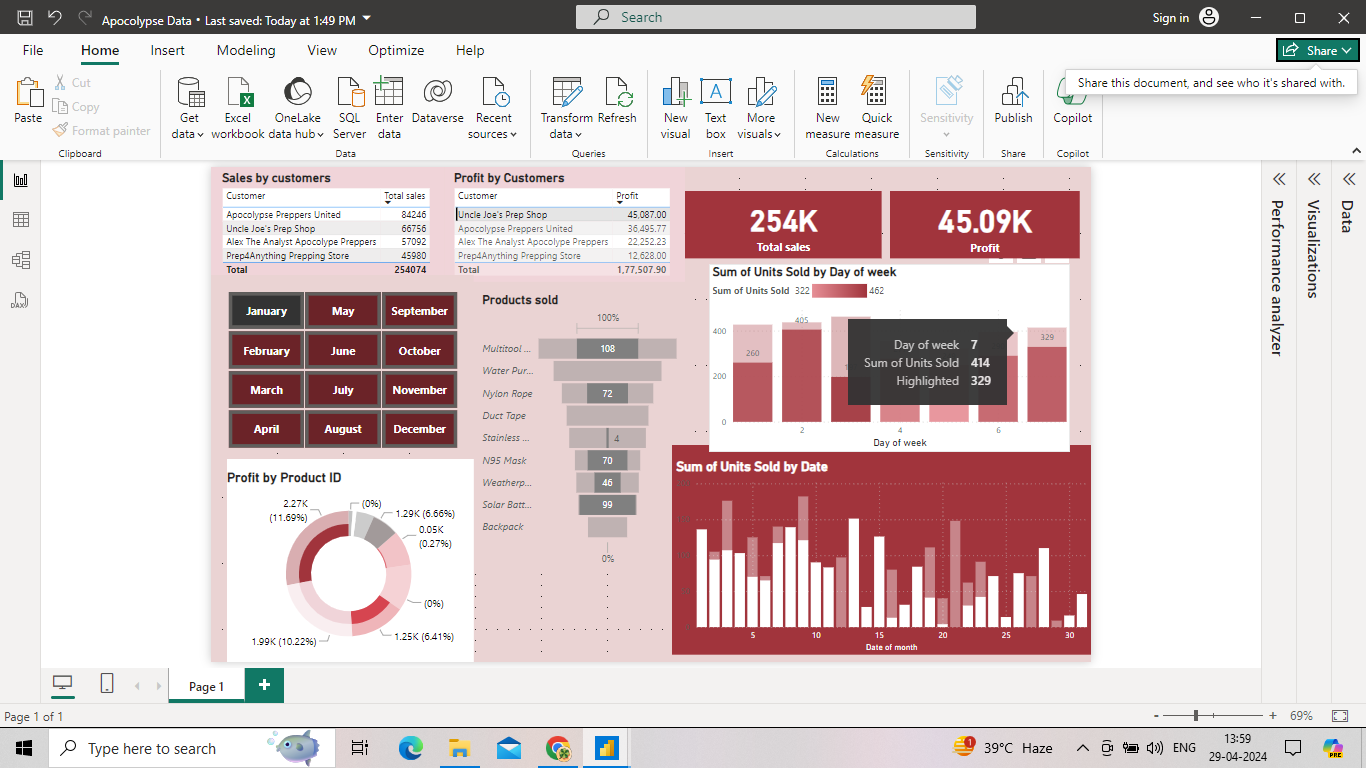 Apocolypse Data • Last saved: Today at 1:49 PM
Search
Sign in
File Home Insert Modeling View Optimize Help
Share
Share this document, and see who it's shared with.
Paste
Cut
Copy
Format painter
Clipboard
Get data
Excel workbook
OneLake data hub
SQL Server
Enter data
Dataverse
Recent sources
Data
Transform data
Refresh
Queries
New visual
Text box
More visuals
Insert
New measure
Quick measure
Calculations
Sensitivity
Sensitivity
Publish
Share
Copilot
Copilot
Sales by customers
Customer Total sales
Apocolypse Preppers United 84246
Uncle Joe's Prep Shop 66756
Alex The Analyst Apocolype Preppers 57092
Prep4Anything Prepping Store 45980
Total 254074
Profit by Customers
Customer Profit
Uncle Joe's Prep Shop 45,087.00
Apocolypse Preppers United 36,495.77
Alex The Analyst Apocolype Preppers 22,252.23
Prep4Anything Prepping Store 12,628.00
Total 1,77,507.90
254K
Total sales
45.09K
Profit
January May September
February June October
March July November
April August December
Products sold
100%
Multitool ... 108
Water Pur...
Nylon Rope 72
Duct Tape
Stainless ... 4
N95 Mask 70
Weatherp... 46
Solar Batt... 99
Backpack
0%
Sum of Units Sold by Day of week
Sum of Units Sold 322 462
400
200
0
260
405
329
2 4 6
Day of week
Day of week 7
Sum of Units Sold 414
Highlighted 329
Profit by Product ID
2.27K
(11.69%)
(0%)
1.29K (6.66%)
0.05K
(0.27%)
(0%)
1.25K (6.41%)
1.99K (10.22%)
Sum of Units Sold by Date
5 10 15 20 25 30
Date of month
Performance analyzer
Visualizations
Data
Page 1
+
Page 1 of 1
- + 69%
Type here to search
1
39°C Haze
ENG
13:59
29-04-2024
PRE